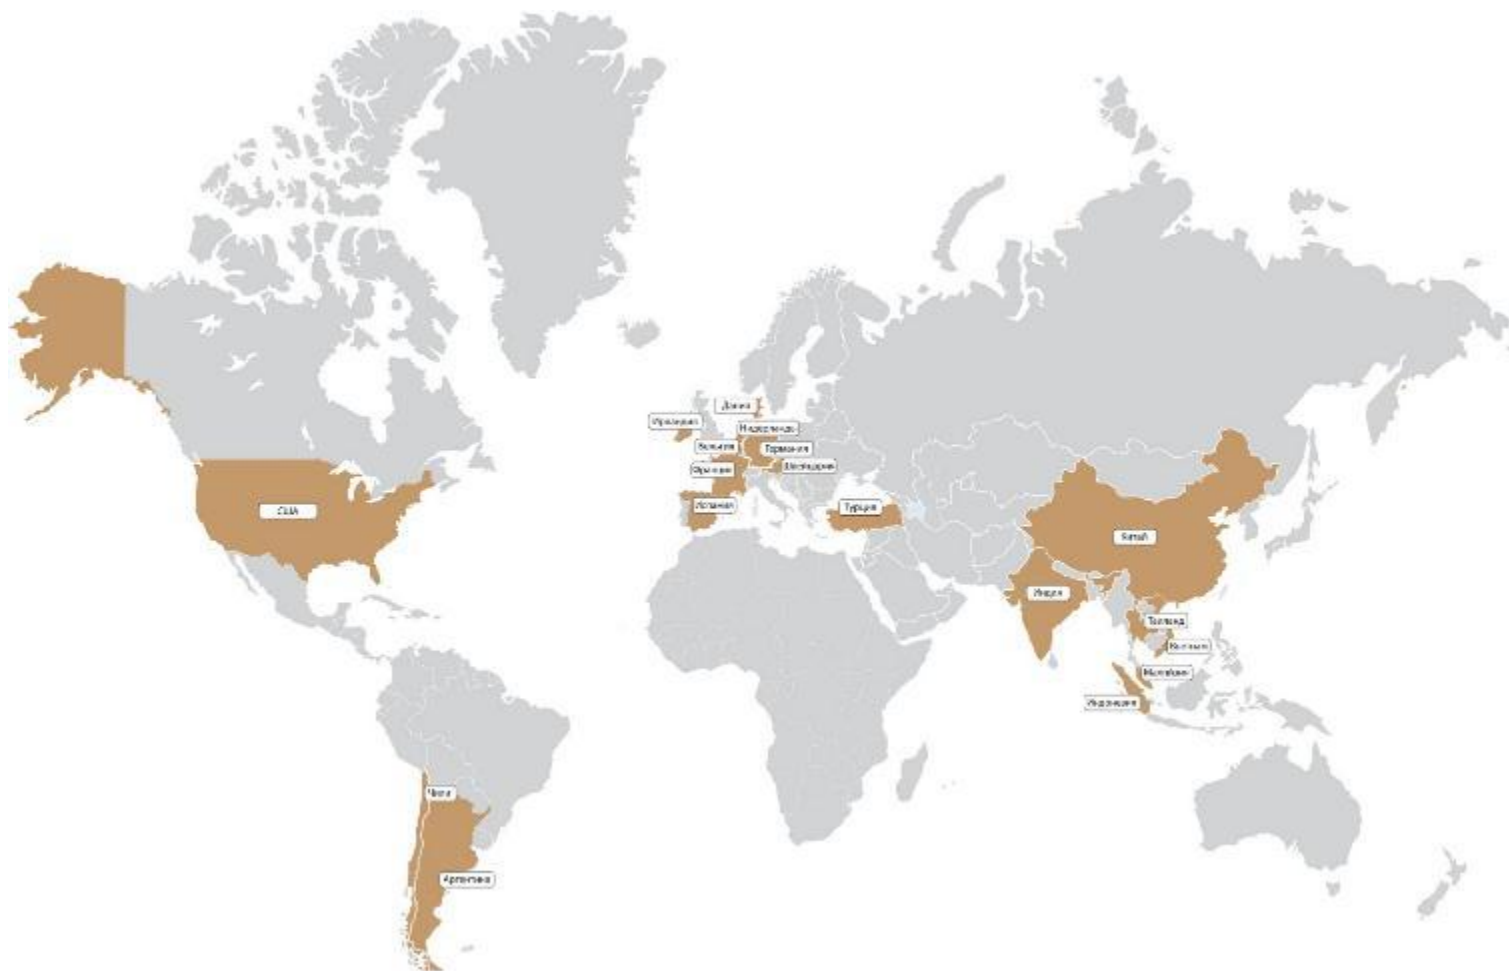 Дания
Ирландия
Нидерланды
Бельгия
Германия
Франция
Швейцария
Испания
Турция
США
Китай
Индия
Таиланд
Вьетнам
Малайзия
Индонезия
Чили
Аргентина